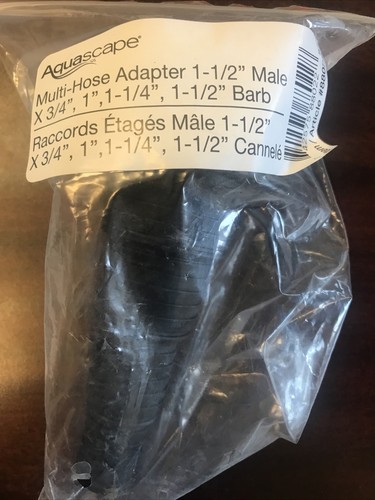 Aquascape®
Multi-Hose Adapter 1-1/2" Male
X 3/4", 1",1-1/4", 1-1/2" Barb
Raccords Étagés Mâle 1-1/2"
X 3/4", 1",1-1/4", 1-1/2" Cannelé
Article